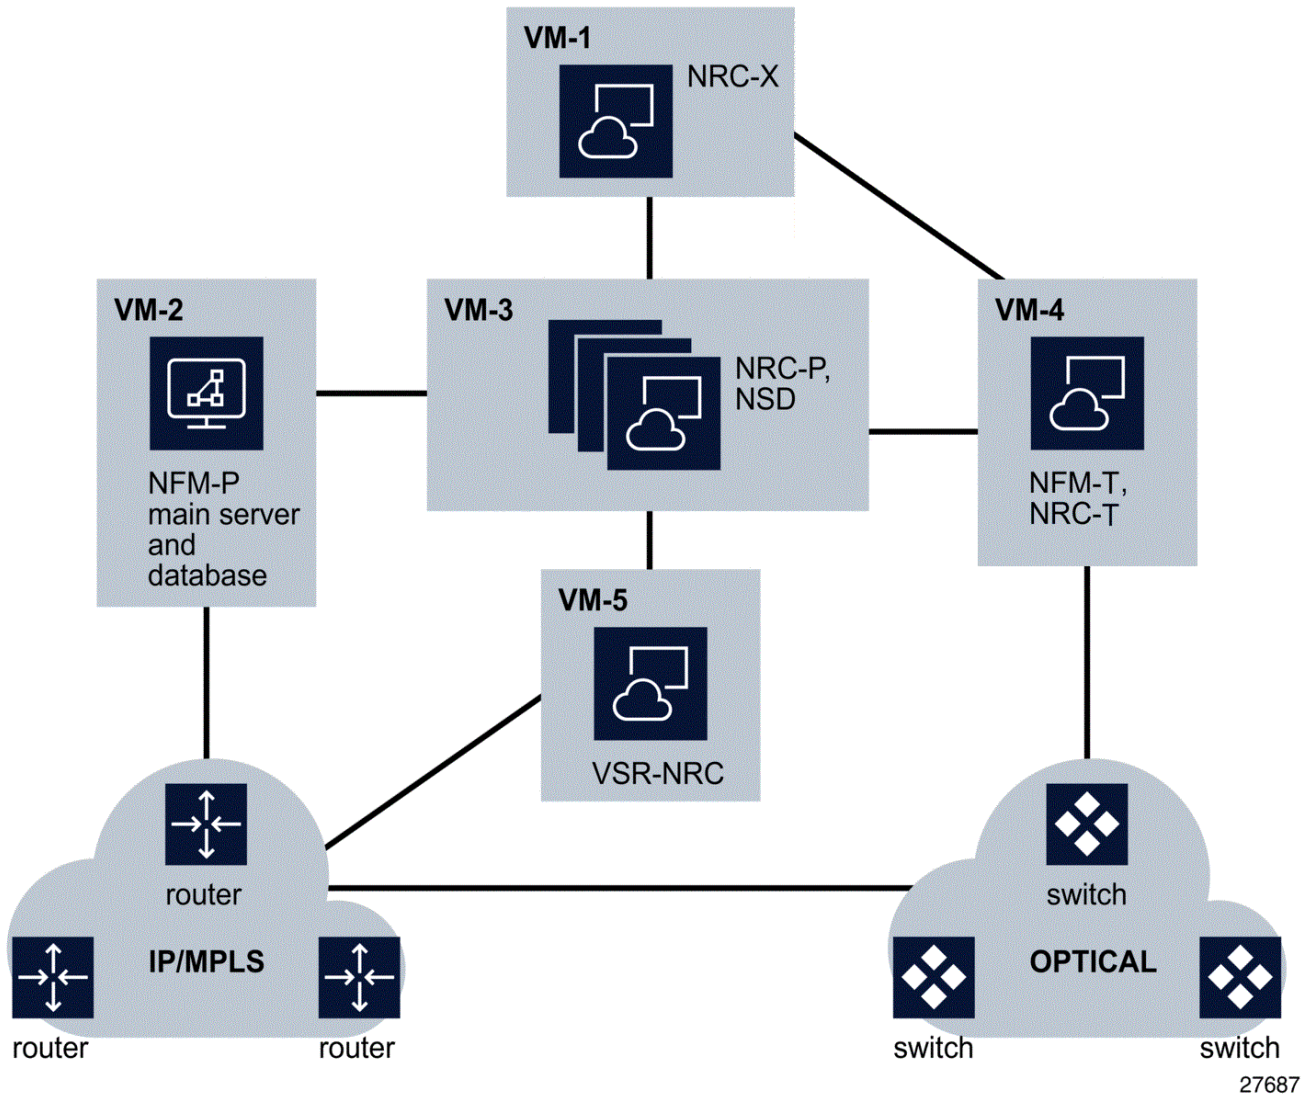 VM-1
NRC-X
VM-2
NFM-P
main server
and
database
VM-3
NRC-P,
NSD
VM-4
NFM-T,
NRC-T
VM-5
VSR-NRC
router
IP/MPLS
router
router
switch
OPTICAL
switch
switch
27687